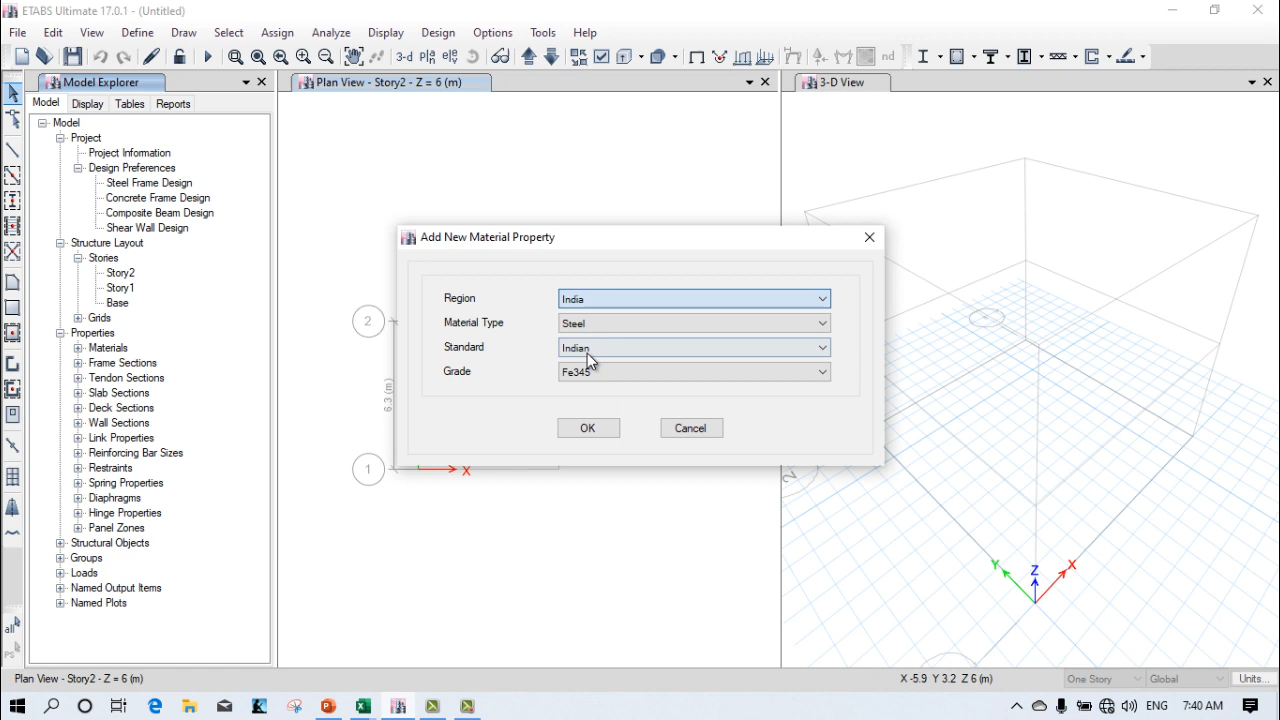 ETABS Ultimate 17.0.1 - (Untitled)
File Edit View Define Draw Select Assign Analyze Display Design Options Tools Help
3-d
nd
Model Explorer
Plan View - Story2 - Z = 6 (m)
3-D View
Model Display Tables Reports
Model
Project
Project Information
Design Preferences
Steel Frame Design
Concrete Frame Design
Composite Beam Design
Shear Wall Design
Structure Layout
Stories
Story2
Story1
Base
Grids
Properties
Materials
Frame Sections
Tendon Sections
Slab Sections
Deck Sections
Wall Sections
Link Properties
Reinforcing Bar Sizes
Restraints
Spring Properties
Diaphragms
Hinge Properties
Panel Zones
Structural Objects
Groups
Loads
Named Output Items
Named Plots
2
6.3 (m)
1
X
Add New Material Property
Region India
Material Type Steel
Standard Indian
Grade Fe345
OK Cancel
2
Y Z X
all
Plan View - Story2 - Z = 6 (m)
X -5.9 Y 3.2 Z 6 (m)
One Story
Global
Units...
ENG 7:40 AM